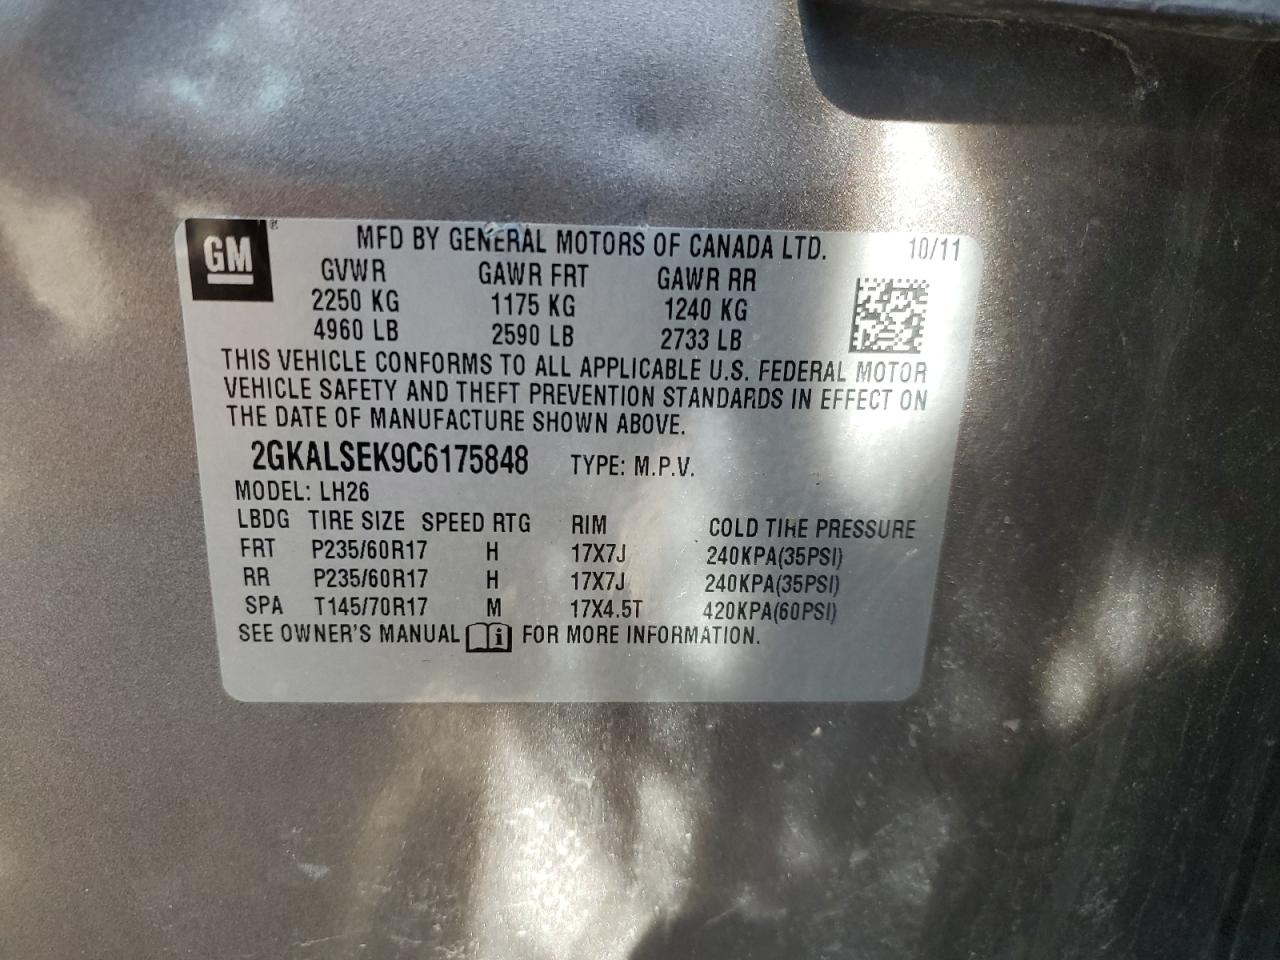 GM ®
MFD BY GENERAL MOTORS OF CANADA LTD. 10/11
GVWR GAWR FRT GAWR RR
2250 KG 1175 KG 1240 KG
4960 LB 2590 LB 2733 LB
THIS VEHICLE CONFORMS TO ALL APPLICABLE U.S. FEDERAL MOTOR
VEHICLE SAFETY AND THEFT PREVENTION STANDARDS IN EFFECT ON
THE DATE OF MANUFACTURE SHOWN ABOVE.
2GKALSEK9C6175848 TYPE: M.P.V.
MODEL: LH26
LBDG TIRE SIZE SPEED RTG RIM COLD TIRE PRESSURE
FRT P235/60R17 H 17X7J 240KPA(35PSI)
RR P235/60R17 H 17X7J 240KPA(35PSI)
SPA T145/70R17 M 17X4.5T 420KPA(60PSI)
SEE OWNER'S MANUAL i FOR MORE INFORMATION.